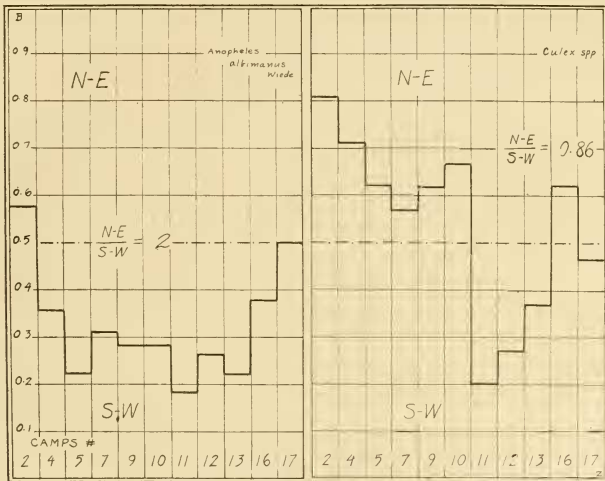 B
0.9
0.8
0.7
0.6
0.5
0.4
0.3
0.2
0.1
Anopheles
albimanus
Wiede
N-E
N-E
S-W = 2
S-W
CAMPS #
2 4 5 7 9 10 11 12 13 16 17
Culex spp
N-E
N-E
S-W = 0.86
S-W
2 4 5 7 9 10 11 12 13 16 17